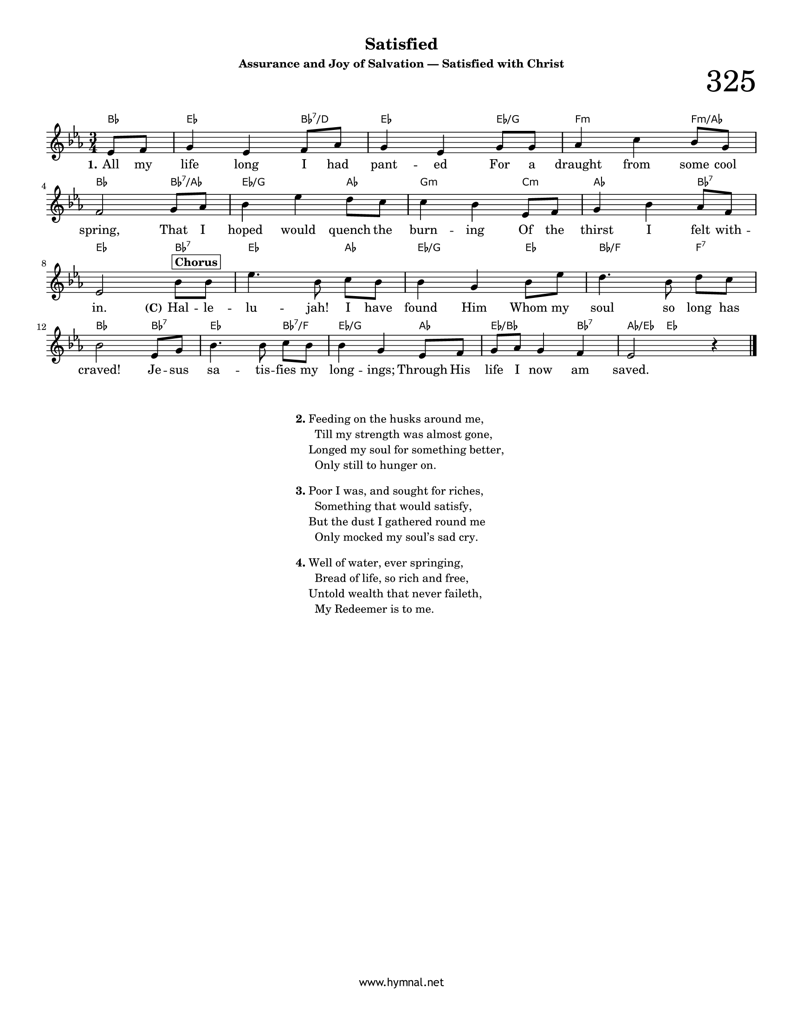 Satisfied
Assurance and Joy of Salvation — Satisfied with Christ
325
B♭ E♭ B♭7/D E♭ E♭/G Fm Fm/A♭
3
4
1. All my life long I had pant - ed For a draught from some cool
4
B♭ B♭7/A♭ E♭/G A♭ Gm Cm A♭ B♭7
spring, That I hoped would quench the burn - ing Of the thirst I felt with -
8
E♭ B♭7 E♭ A♭ E♭/G E♭ B♭/F F7
Chorus
in. (C) Hal - le - lu - jah! I have found Him Whom my soul so long has
12
B♭ B♭7 E♭ B♭7/F E♭/G A♭ E♭/B♭ B♭7 A♭/E♭ E♭
craved! Je - sus sa - tis - fies my long - ings; Through His life I now am saved.
2. Feeding on the husks around me,
Till my strength was almost gone,
Longed my soul for something better,
Only still to hunger on.
3. Poor I was, and sought for riches,
Something that would satisfy,
But the dust I gathered round me
Only mocked my soul's sad cry.
4. Well of water, ever springing,
Bread of life, so rich and free,
Untold wealth that never faileth,
My Redeemer is to me.
www.hymnal.net